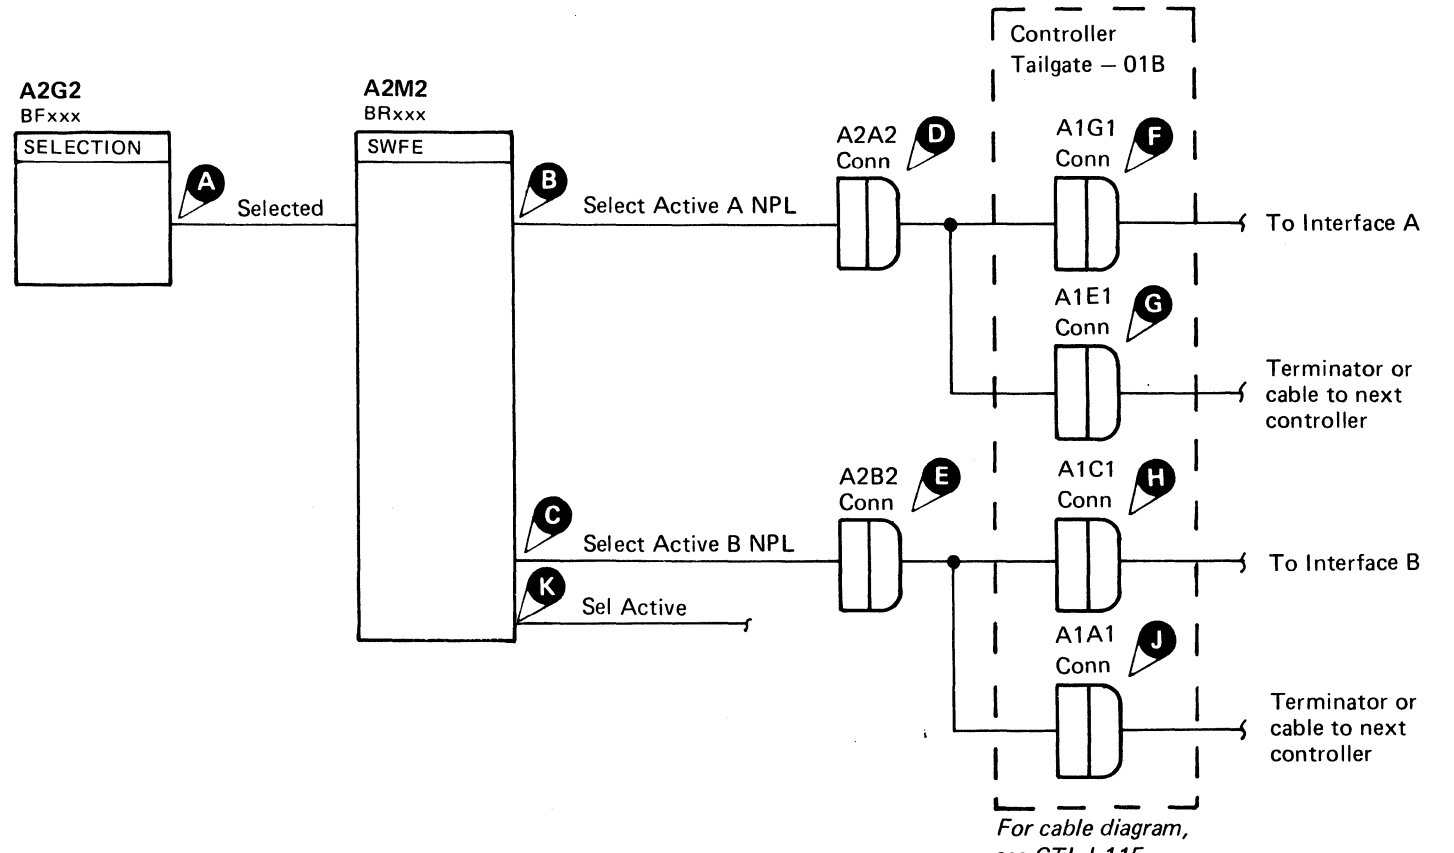 Controller
Tailgate — 01B
A2G2
BFxxx
SELECTION
A
Selected
A2M2
BRxxx
SWFE
B
Select Active A NPL
A2A2
Conn
D
A1G1
Conn
F
To Interface A
A1E1
Conn
G
Terminator or
cable to next
controller
C
Select Active B NPL
K
Sel Active
A2B2
Conn
E
A1C1
Conn
H
To Interface B
A1A1
Conn
J
Terminator or
cable to next
controller
For cable diagram,